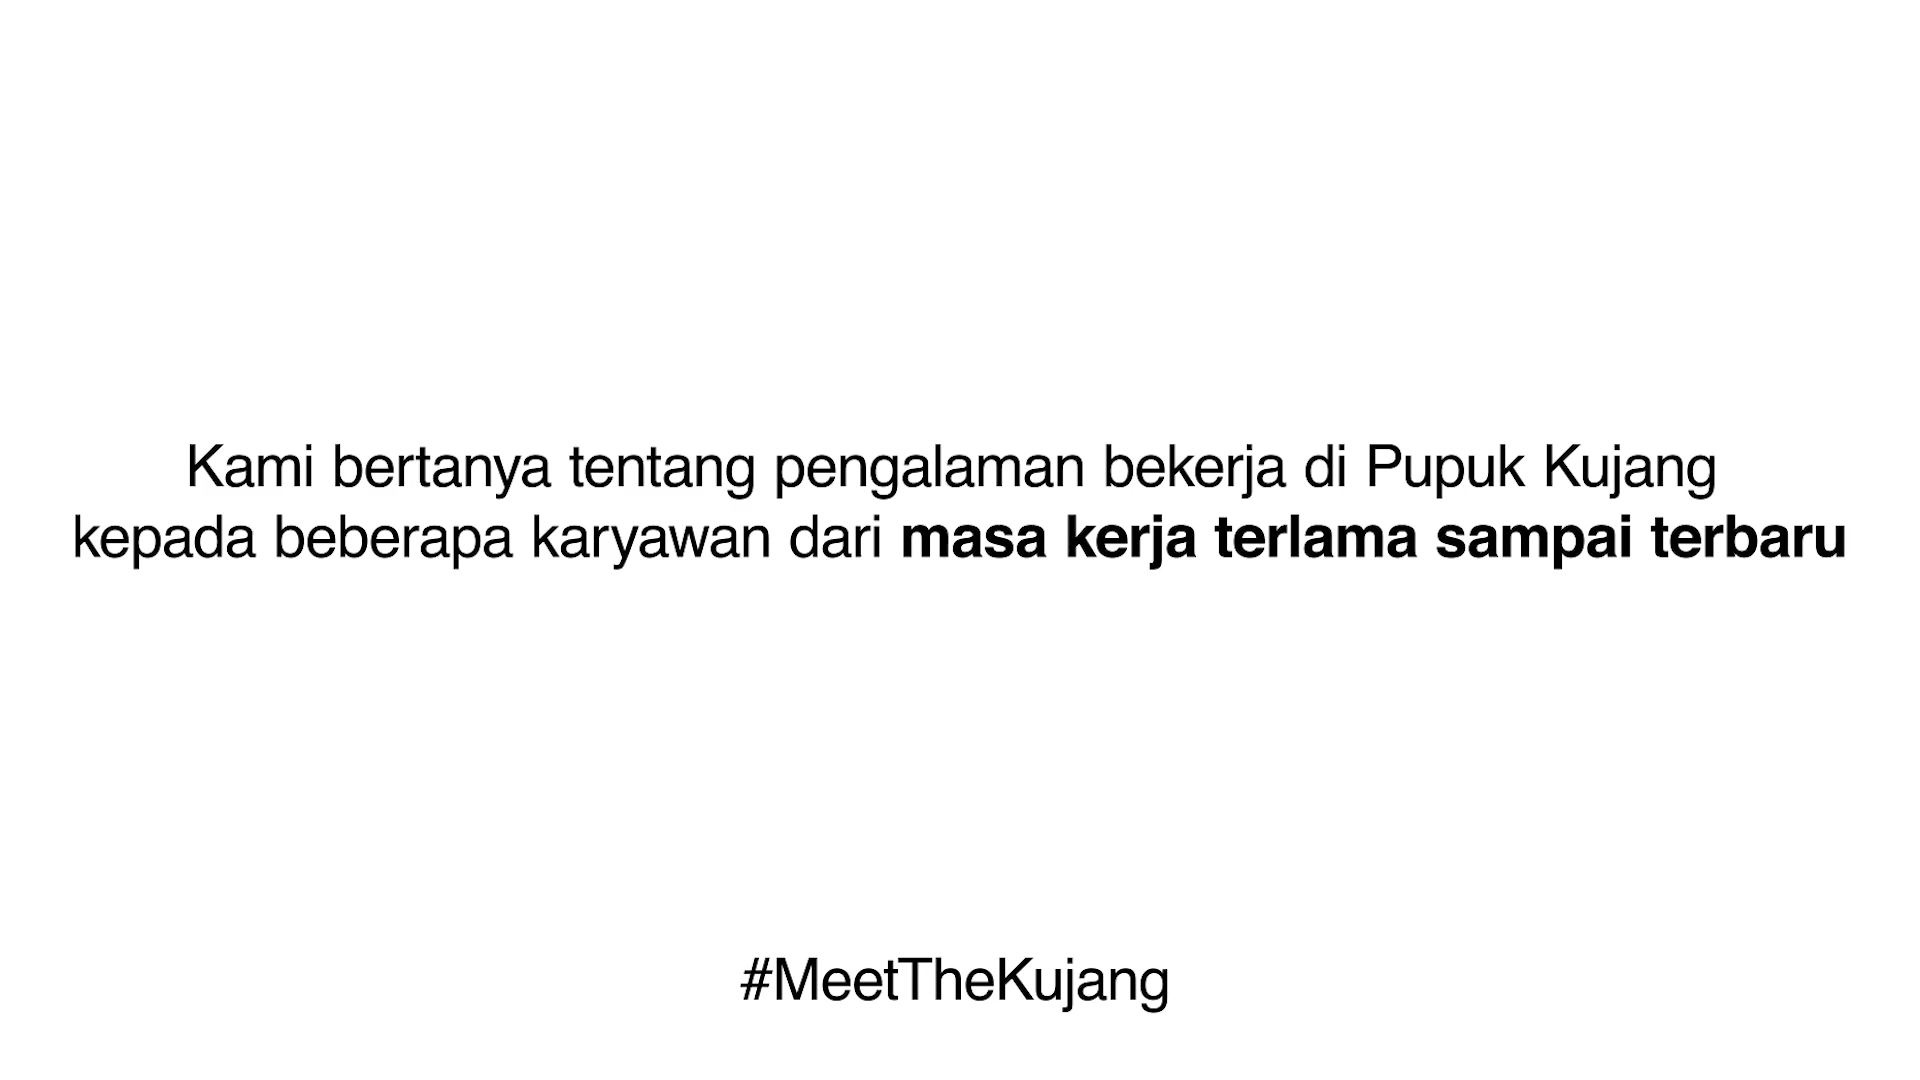 Kami bertanya tentang pengalaman bekerja di Pupuk Kujang
kepada beberapa karyawan dari masa kerja terlama sampai terbaru
#MeetTheKujang